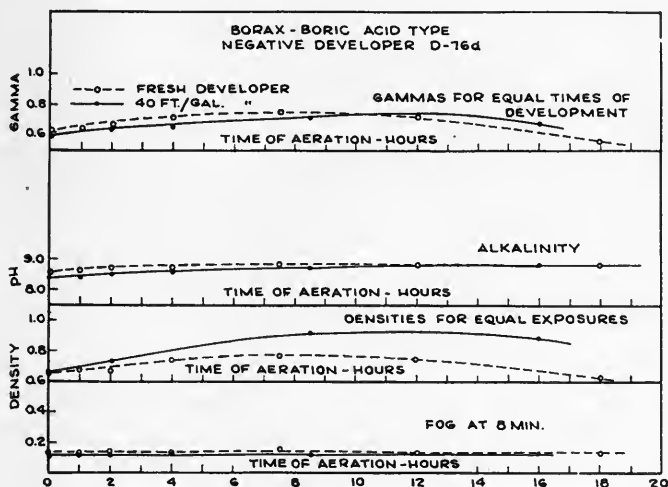 BORAX-BORIC ACID TYPE
NEGATIVE DEVELOPER D-76d
FRESH DEVELOPER
40 FT./GAL. "
GAMMAS FOR EQUAL TIMES OF
DEVELOPMENT
TIME OF AERATION-HOURS
GAMMA
1.0
0.8
0.6
ALKALINITY
PH
9.0
8.0
TIME OF AERATION-HOURS
DENSITIES FOR EQUAL EXPOSURES
DENSITY
1.0
0.8
0.6
TIME OF AERATION-HOURS
FOG AT 8 MIN.
0.4
0.2
TIME OF AERATION-HOURS
0 2 4 6 8 10 12 14 16 18 20